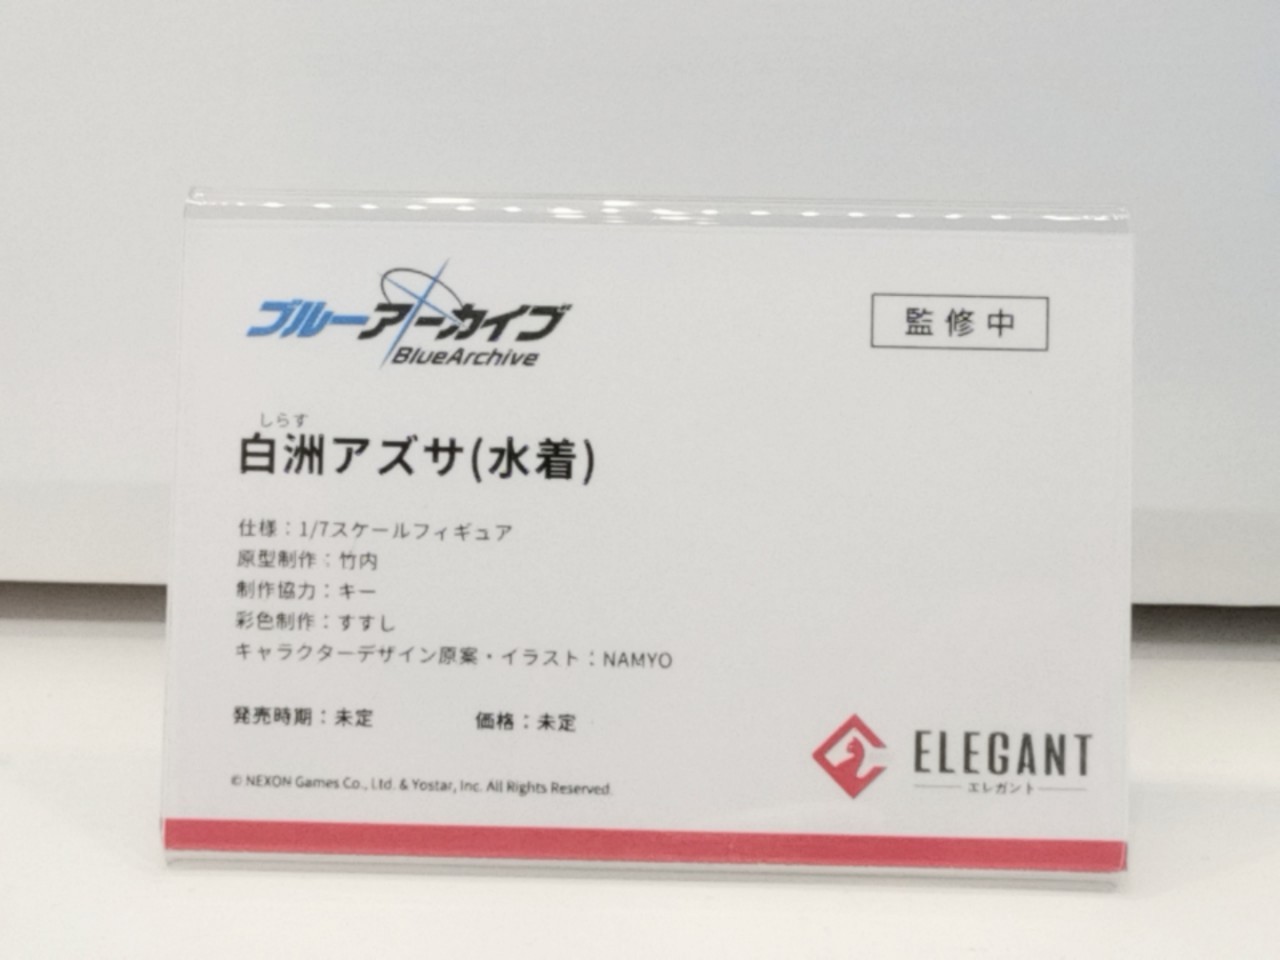 ブルーアーカイブ
BlueArchive
監修中
しらす
白洲アズサ(水着)
仕様：1/7スケールフィギュア
原型制作：竹内
制作協力：キー
彩色制作：すすし
キャラクターデザイン原案・イラスト：NAMYO
発売時期：未定 価格：未定
© NEXON Games Co., Ltd. & Yostar, Inc. All Rights Reserved.
ELEGANT
エレガント